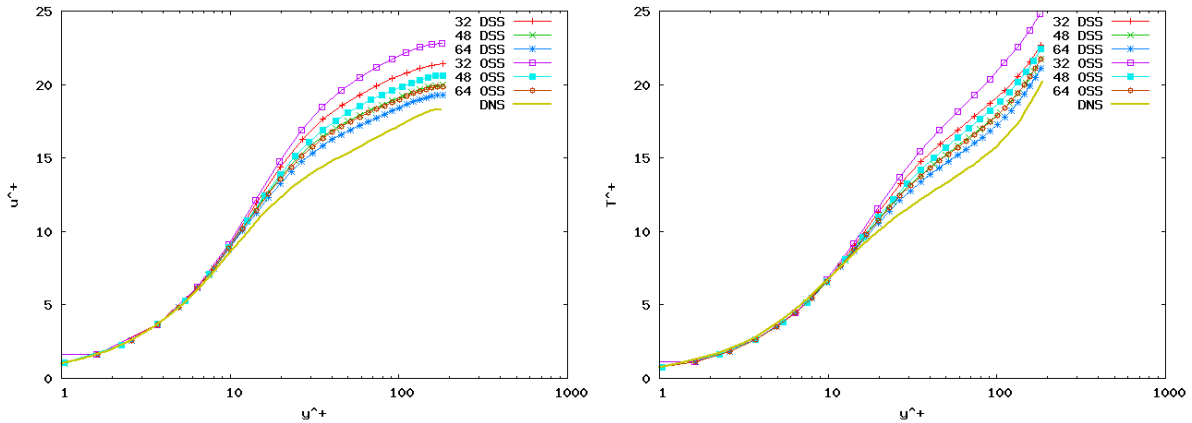 25
20
15
10
5
0
u^+
32 DSS
48 DSS
64 DSS
32 OSS
48 OSS
64 OSS
DNS
1 10 100 1000
y^+
25
20
15
10
5
0
T^+
32 DSS
48 DSS
64 DSS
32 OSS
48 OSS
64 OSS
DNS
1 10 100 1000
y^+